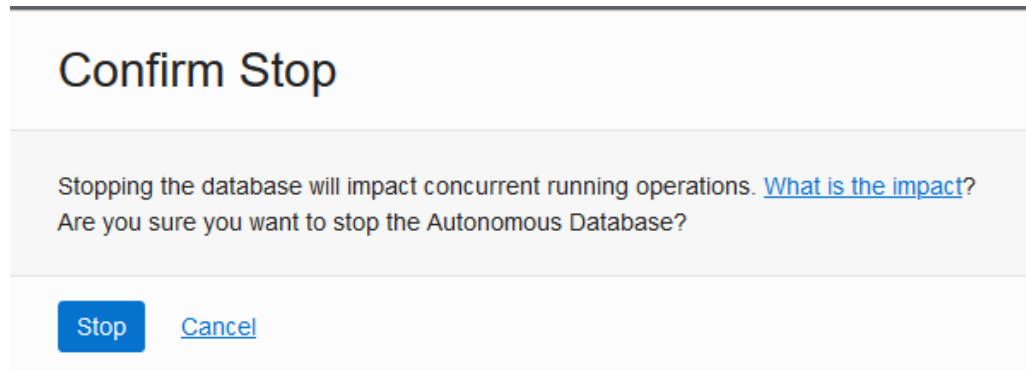 Confirm Stop
Stopping the database will impact concurrent running operations. What is the impact?
Are you sure you want to stop the Autonomous Database?
Stop Cancel